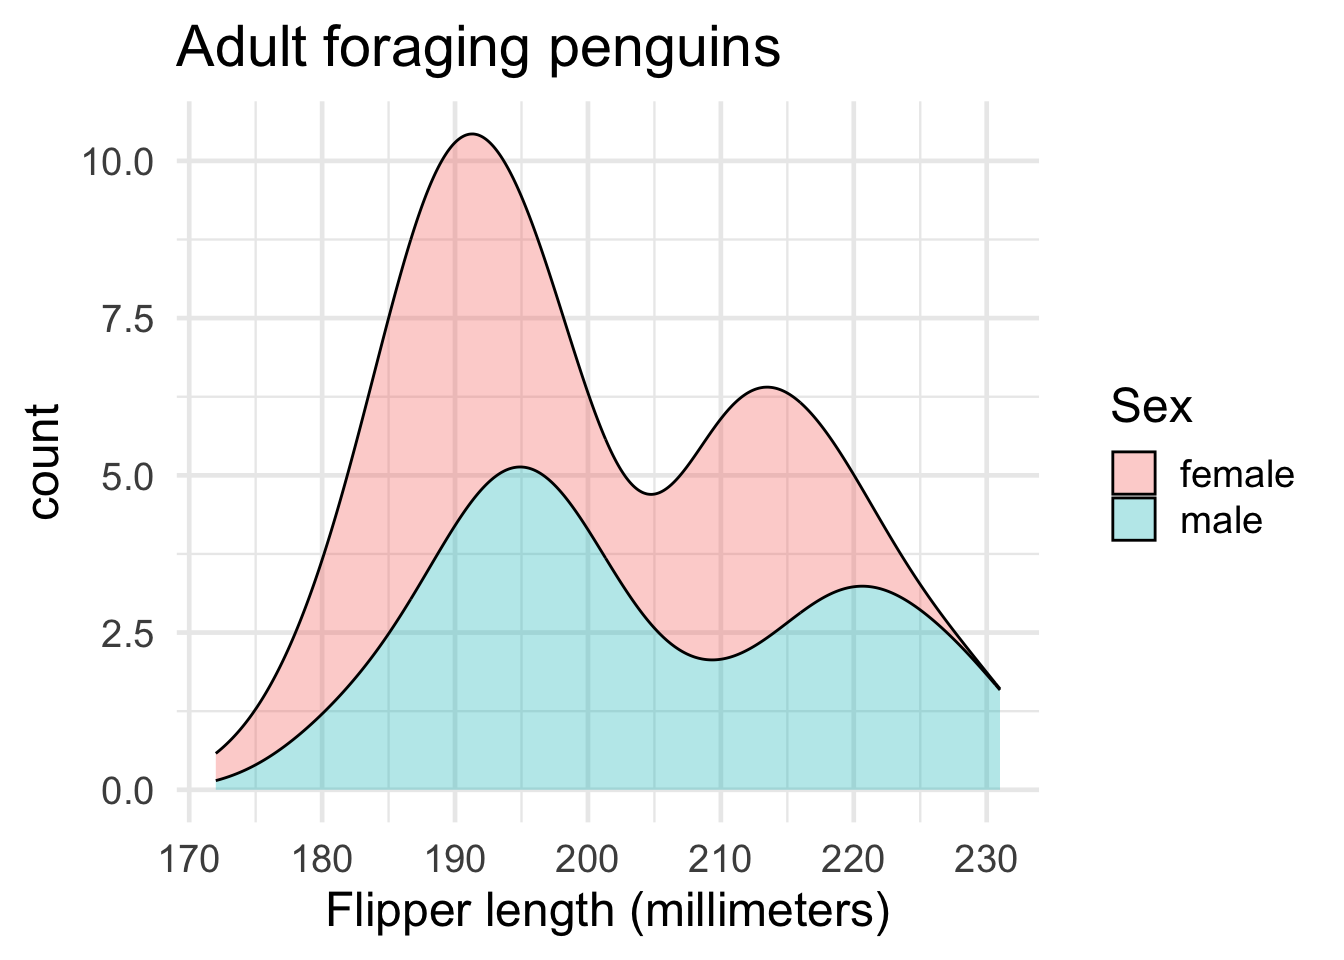 Adult foraging penguins
10.0
7.5
5.0
2.5
0.0
count
170 180 190 200 210 220 230
Flipper length (millimeters)
Sex
female
male